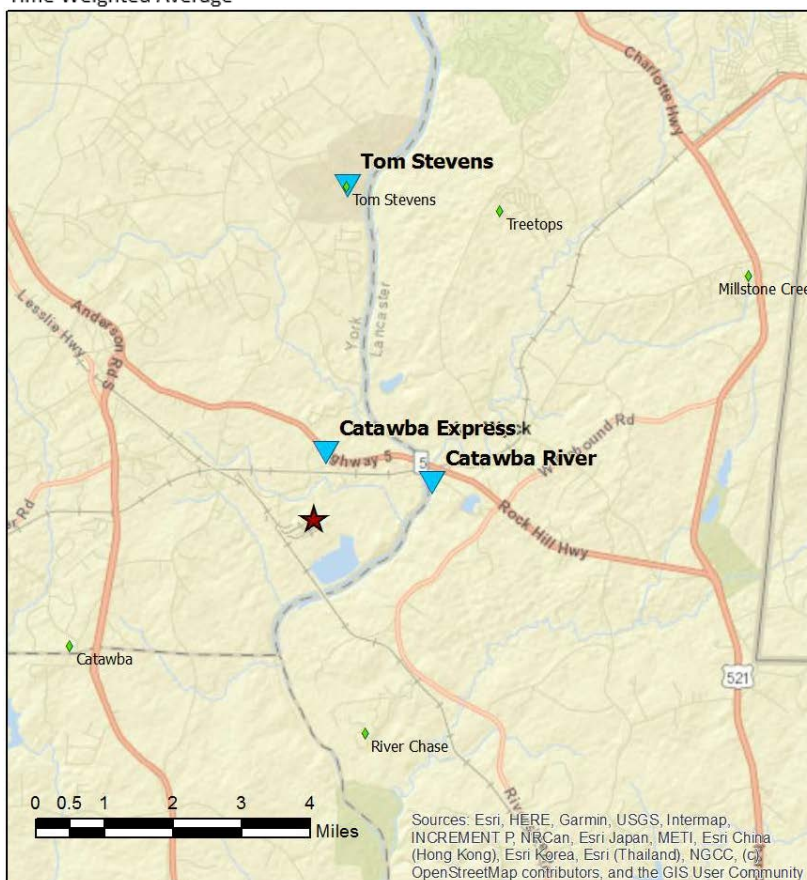 Time Weighted Average
Charlotte Hwy
Tom Stevens
Tom Stevens
Treetops
Millstone Cree
Lesslie Hwy
Anderson Rd S
York
Lancaster
Catawba Express
ck
ghway 5
5
Rd
Catawba River
er Rd
Rock Hill Hwy
Catawba
521
River Chase
0 0.5 1 2 3 4
Miles
Sources: Esri, HERE, Garmin, USGS, Intermap,
INCREMENT P, NRCan, Esri Japan, METI, Esri China
(Hong Kong), Esri Korea, Esri (Thailand), NGCC, (c)
OpenStreetMap contributors, and the GIS User Community